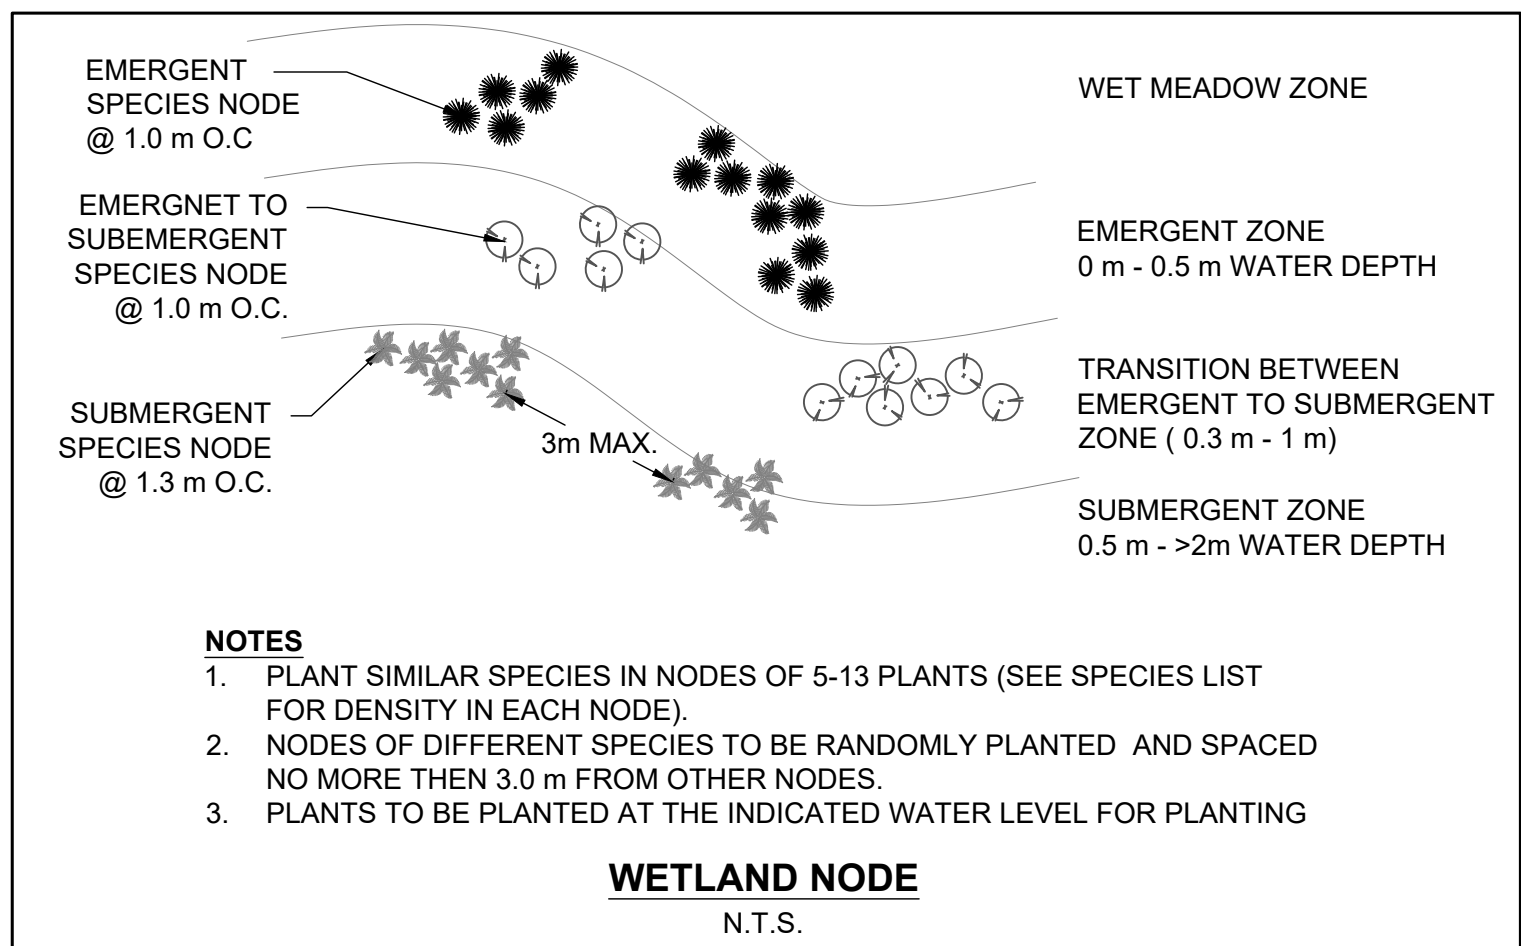 EMERGENT
SPECIES NODE
@ 1.0 m O.C
EMERGNET TO
SUBEMERGENT
SPECIES NODE
@ 1.0 m O.C.
SUBMERGENT
SPECIES NODE
@ 1.3 m O.C.
3m MAX.
WET MEADOW ZONE
EMERGENT ZONE
0 m - 0.5 m WATER DEPTH
TRANSITION BETWEEN
EMERGENT TO SUBMERGENT
ZONE ( 0.3 m - 1 m)
SUBMERGENT ZONE
0.5 m - >2m WATER DEPTH
NOTES
1. PLANT SIMILAR SPECIES IN NODES OF 5-13 PLANTS (SEE SPECIES LIST
FOR DENSITY IN EACH NODE).
2. NODES OF DIFFERENT SPECIES TO BE RANDOMLY PLANTED AND SPACED
NO MORE THEN 3.0 m FROM OTHER NODES.
3. PLANTS TO BE PLANTED AT THE INDICATED WATER LEVEL FOR PLANTING
WETLAND NODE
N.T.S.